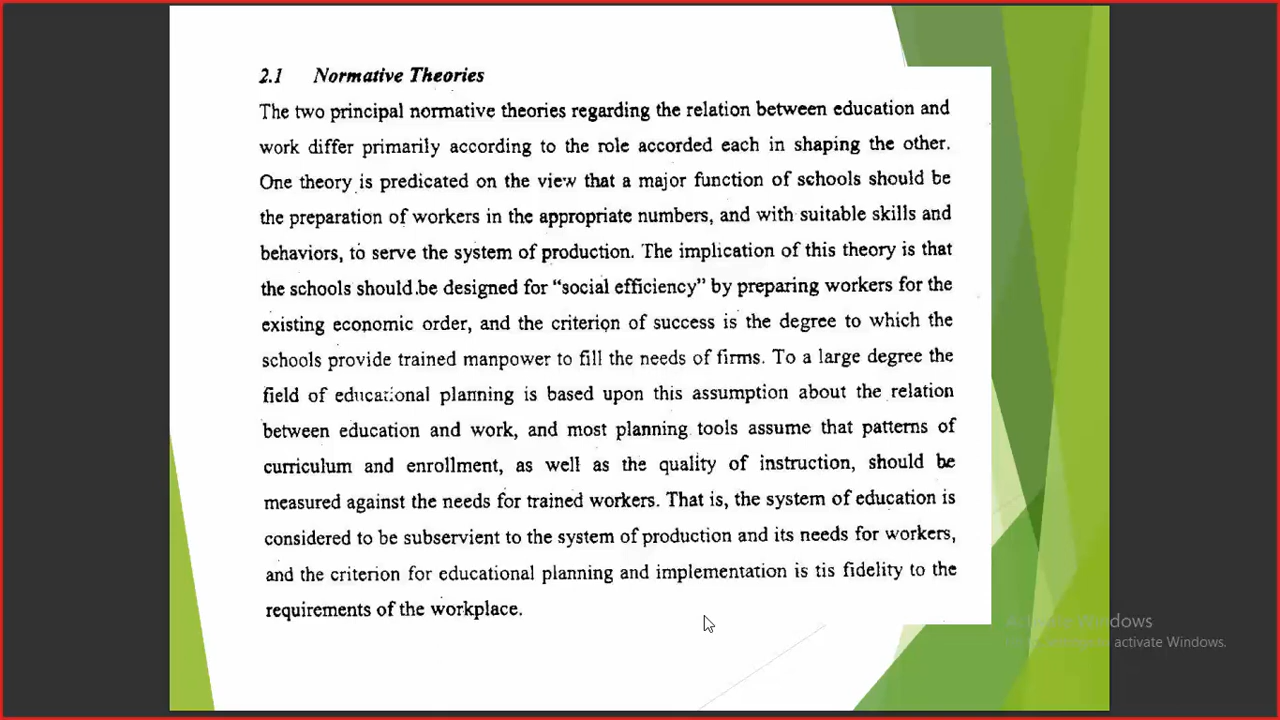 2.1 Normative Theories
The two principal normative theories regarding the relation between education and
work differ primarily according to the role accorded each in shaping the other.
One theory is predicated on the view that a major function of schools should be
the preparation of workers in the appropriate numbers, and with suitable skills and
behaviors, to serve the system of production. The implication of this theory is that
the schools should be designed for “social efficiency” by preparing workers for the
existing economic order, and the criterion of success is the degree to which the
schools provide trained manpower to fill the needs of firms. To a large degree the
field of educational planning is based upon this assumption about the relation
between education and work, and most planning tools assume that patterns of
curriculum and enrollment, as well as the quality of instruction, should be
measured against the needs for trained workers. That is, the system of education is
considered to be subservient to the system of production and its needs for workers,
and the criterion for educational planning and implementation is tis fidelity to the
requirements of the workplace.
Activate Windows
activate Windows.